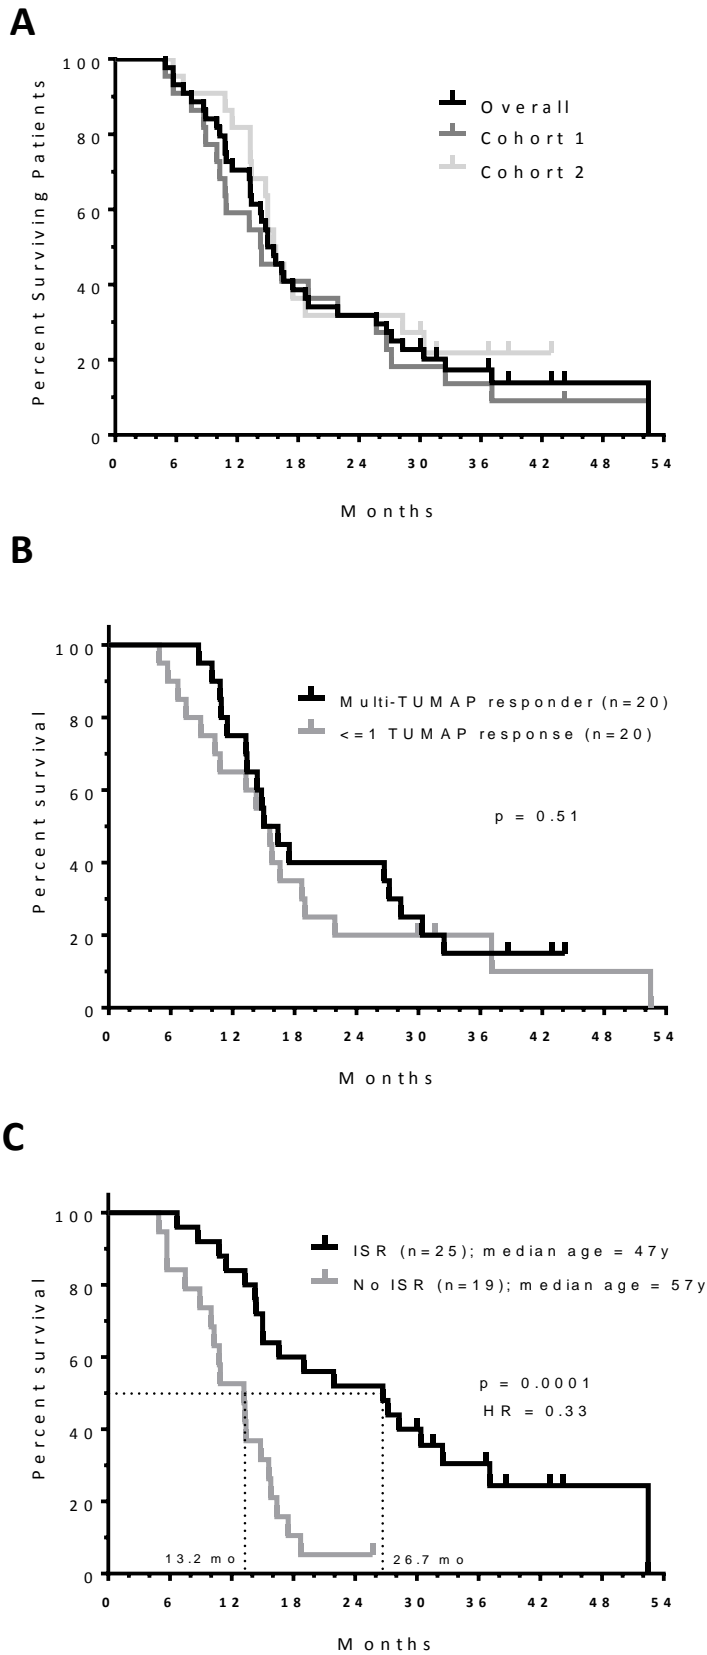 A
Percent Surviving Patients
100
80
60
40
20
0
Overall
Cohort 1
Cohort 2
0 6 12 18 24 30 36 42 48 54
Months
B
Percent survival
100
80
60
40
20
0
Multi-TUMAP responder (n=20)
<=1 TUMAP response (n=20)
p = 0.51
0 6 12 18 24 30 36 42 48 54
Months
C
Percent survival
100
80
60
40
20
0
ISR (n=25); median age = 47y
No ISR (n=19); median age = 57y
p = 0.0001
HR = 0.33
13.2 mo
26.7 mo
0 6 12 18 24 30 36 42 48 54
Months